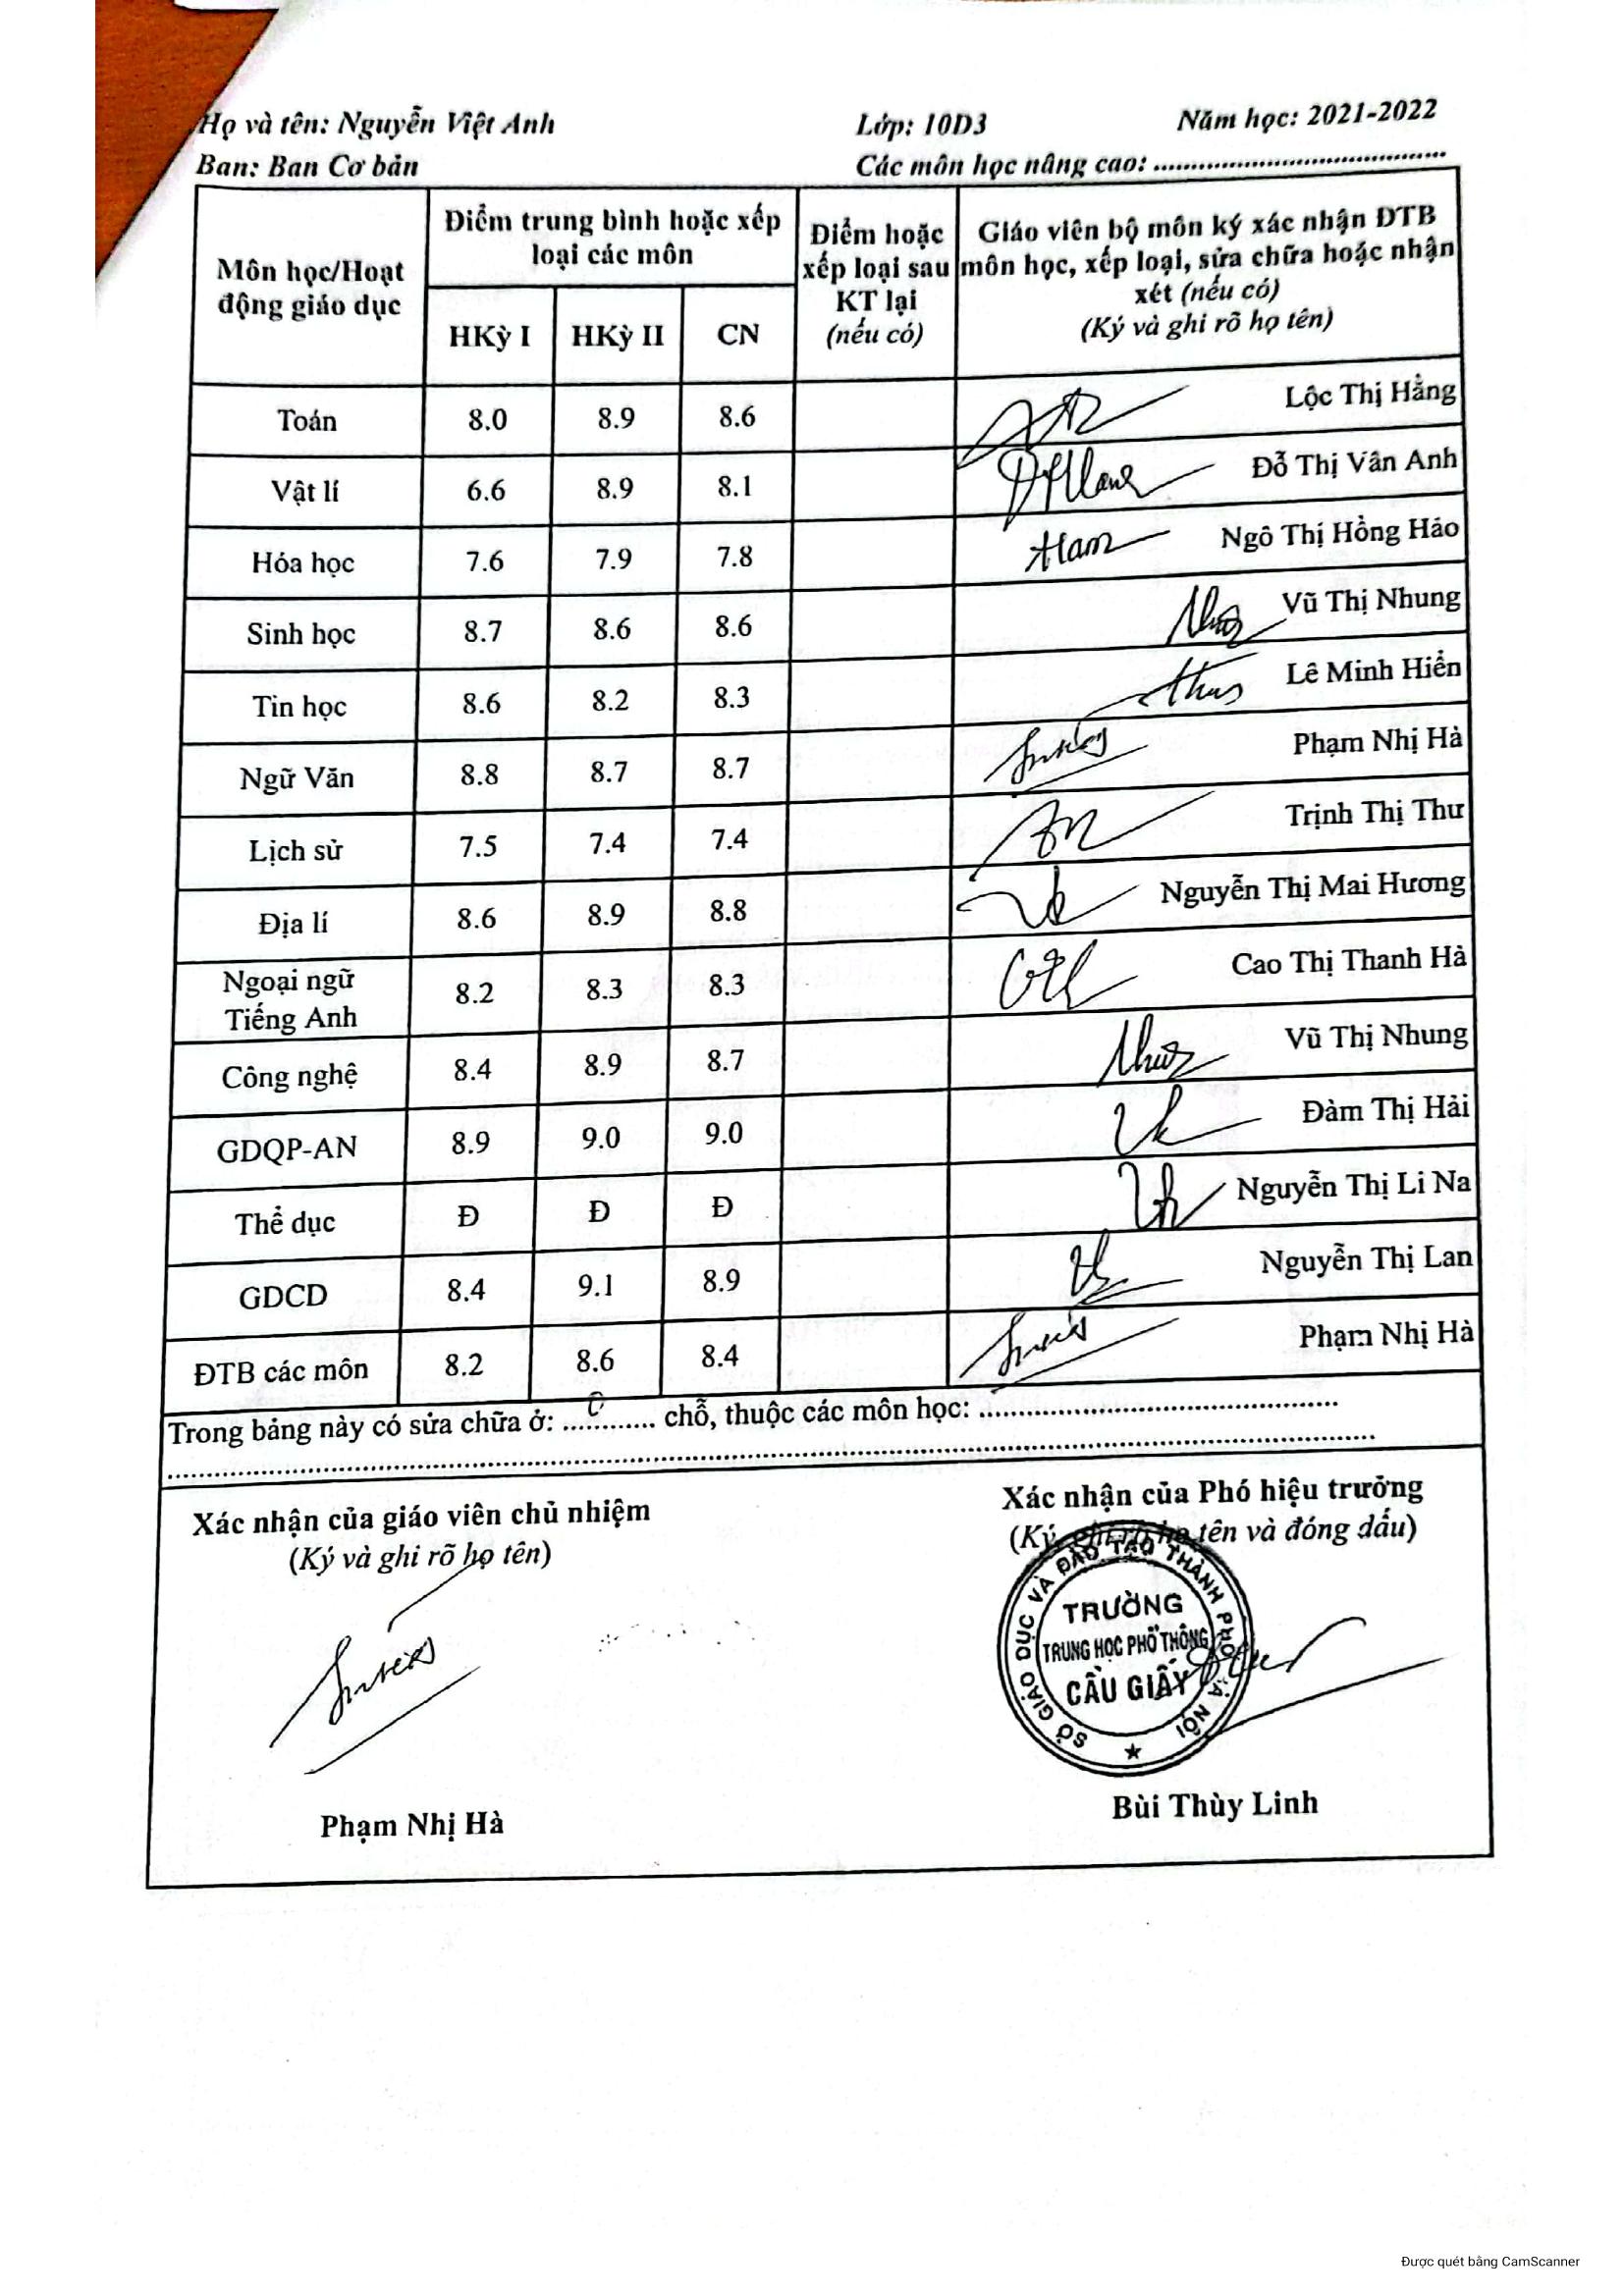 Họ và tên: Nguyễn Việt Anh Lớp: 10D3 Năm học: 2021-2022
Ban: Ban Cơ bản Các môn học nâng cao: ....................................
Môn học/Hoạt động giáo dục
Điểm trung bình hoặc xếp loại các môn
HKỳ I HKỳ II CN
Điểm hoặc xếp loại sau KT lại (nếu có)
Giáo viên bộ môn ký xác nhận ĐTB môn học, xếp loại, sửa chữa hoặc nhận xét (nếu có)
(Ký và ghi rõ họ tên)
Toán 8.0 8.9 8.6 Lộc Thị Hằng
Vật lí 6.6 8.9 8.1 Đỗ Thị Vân Anh
Hóa học 7.6 7.9 7.8 Ngô Thị Hồng Hảo
Sinh học 8.7 8.6 8.6 Vũ Thị Nhung
Tin học 8.6 8.2 8.3 Lê Minh Hiển
Ngữ Văn 8.8 8.7 8.7 Phạm Nhị Hà
Lịch sử 7.5 7.4 7.4 Trịnh Thị Thư
Địa lí 8.6 8.9 8.8 Nguyễn Thị Mai Hương
Ngoại ngữ
Tiếng Anh 8.2 8.3 8.3 Cao Thị Thanh Hà
Công nghệ 8.4 8.9 8.7 Vũ Thị Nhung
GDQP-AN 8.9 9.0 9.0 Đàm Thị Hải
Thể dục Đ Đ Đ Nguyễn Thị Li Na
GDCD 8.4 9.1 8.9 Nguyễn Thị Lan
ĐTB các môn 8.2 8.6 8.4 Phạm Nhị Hà
Trong bảng này có sửa chữa ở: ....0........ chỗ, thuộc các môn học: ............................................
Xác nhận của giáo viên chủ nhiệm
(Ký và ghi rõ họ tên)
Xác nhận của Phó hiệu trưởng
(Ký, ghi rõ họ tên và đóng dấu)
SỞ GIÁO DỤC VÀ ĐÀO TẠO THÀNH PHỐ HÀ NỘI
TRƯỜNG
TRUNG HỌC PHỔ THÔNG
CẦU GIẤY
Phạm Nhị Hà
Bùi Thùy Linh
Được quét bằng CamScanner